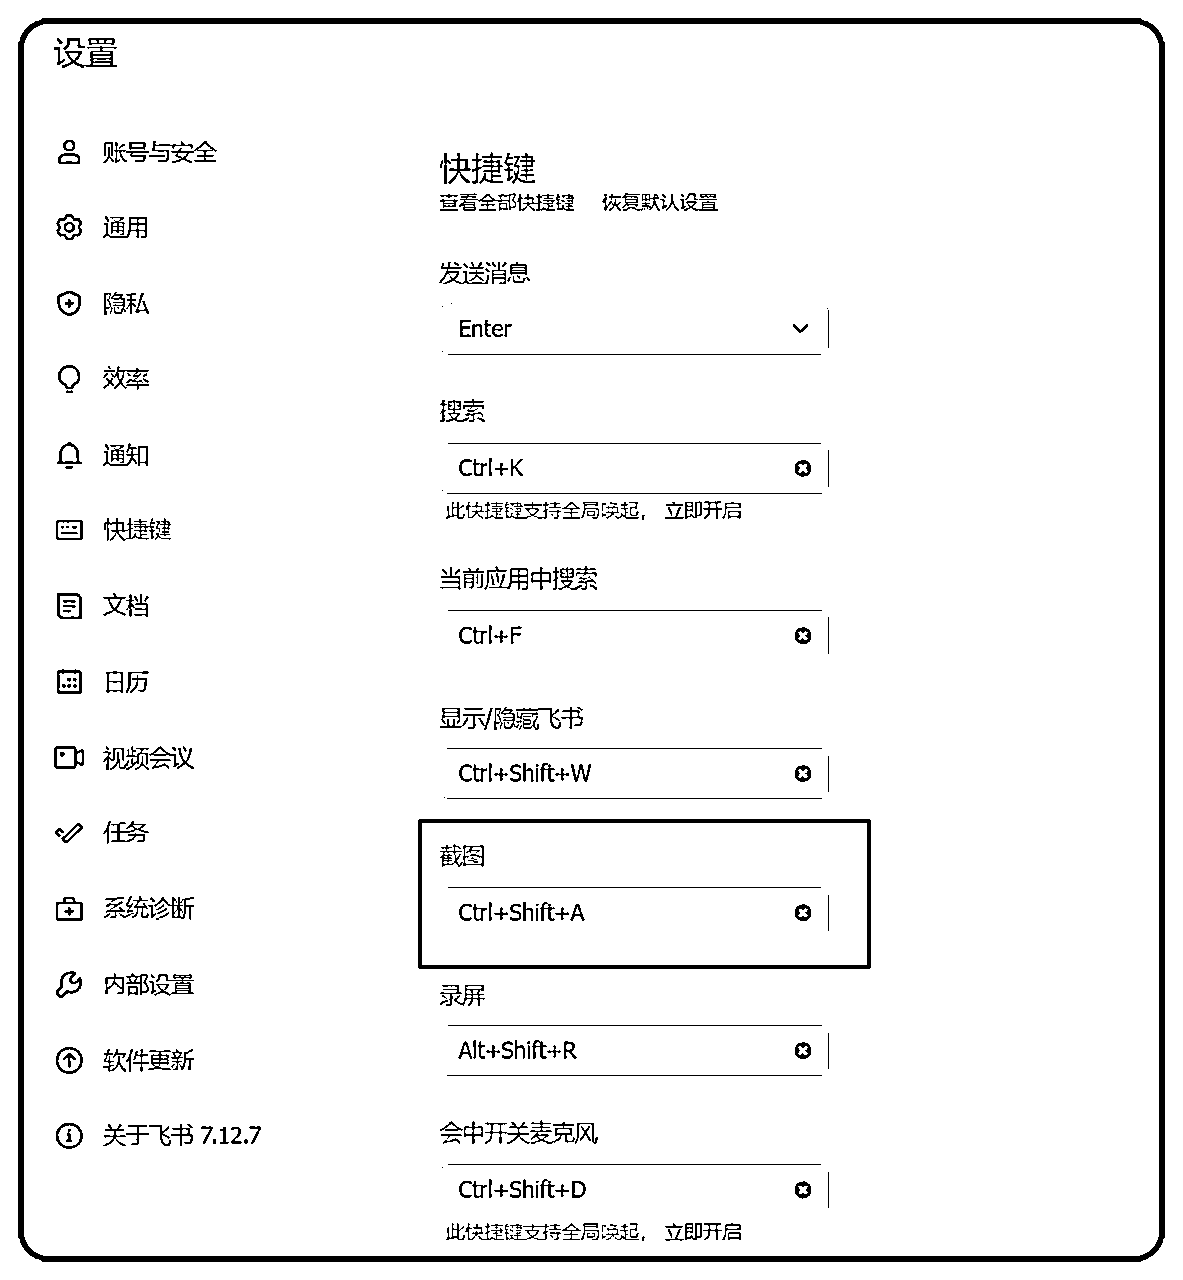 设置
账号与安全
通用
隐私
效率
通知
快捷键
文档
日历
视频会议
任务
系统诊断
内部设置
软件更新
关于飞书 7.12.7
快捷键
查看全部快捷键 恢复默认设置
发送消息
Enter
搜索
Ctrl+K
此快捷键支持全局唤起， 立即开启
当前应用中搜索
Ctrl+F
显示/隐藏飞书
Ctrl+Shift+W
截图
Ctrl+Shift+A
录屏
Alt+Shift+R
会中开关麦克风
Ctrl+Shift+D
此快捷键支持全局唤起， 立即开启